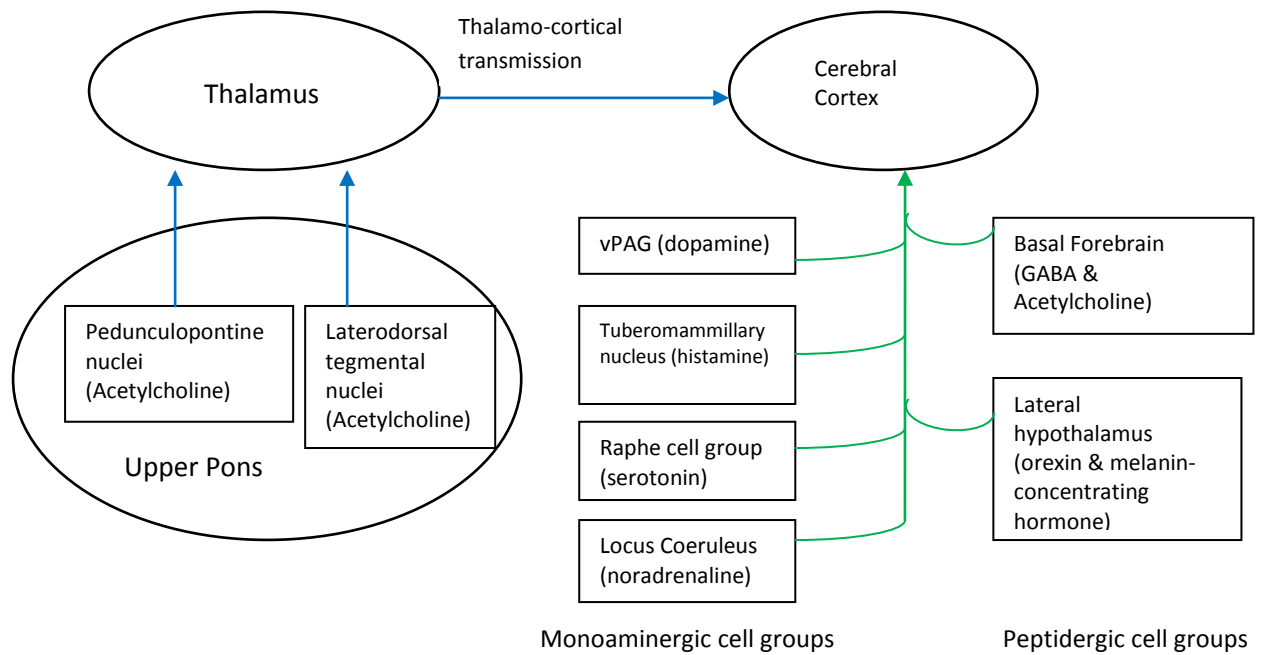 Thalamo-cortical
transmission
Thalamus
Cerebral
Cortex
Pedunculopontine
nuclei
(Acetylcholine)
Laterodorsal
tegmental
nuclei
(Acetylcholine)
Upper Pons
vPAG (dopamine)
Tuberomammillary
nucleus (histamine)
Raphe cell group
(serotonin)
Locus Coeruleus
(noradrenaline)
Monoaminergic cell groups
Basal Forebrain
(GABA &
Acetylcholine)
Lateral
hypothalamus
(orexin & melanin-
concentrating
hormone)
Peptidergic cell groups